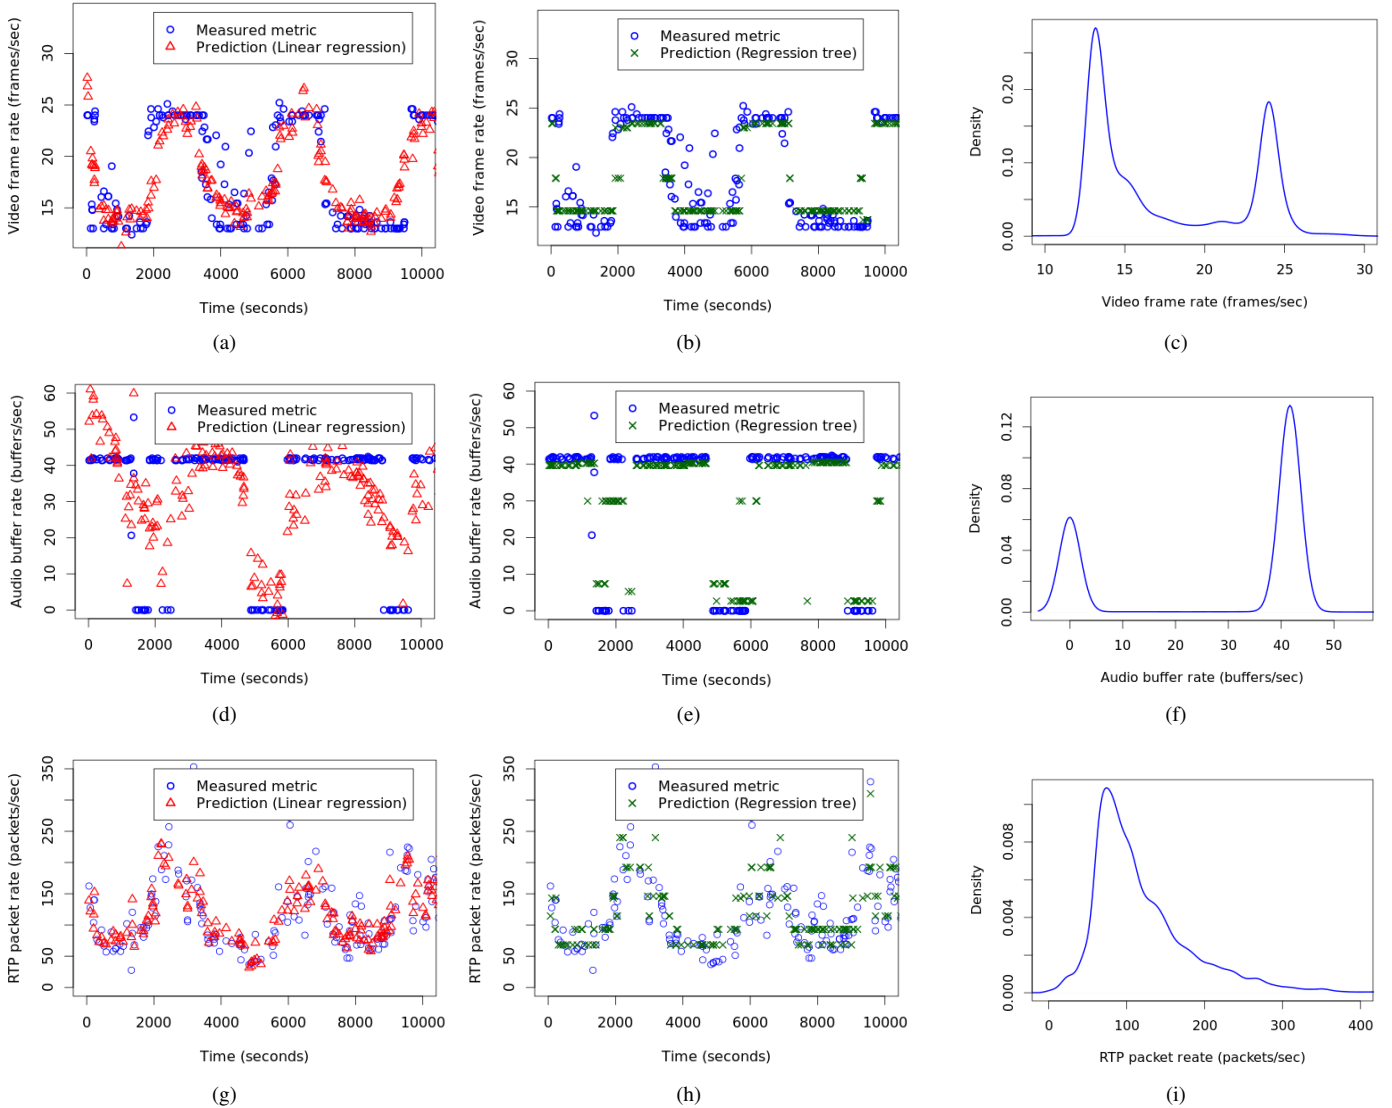 Video frame rate (frames/sec)
15 20 25 30
Measured metric
Prediction (Linear regression)
0 2000 4000 6000 8000 10000
Time (seconds)
(a)
Video frame rate (frames/sec)
15 20 25 30
Measured metric
Prediction (Regression tree)
0 2000 4000 6000 8000 10000
Time (seconds)
(b)
Density
0.00 0.10 0.20
10 15 20 25 30
Video frame rate (frames/sec)
(c)
Audio buffer rate (buffers/sec)
0 10 20 30 40 50 60
Measured metric
Prediction (Linear regression)
0 2000 4000 6000 8000 10000
Time (seconds)
(d)
Audio buffer rate (buffers/sec)
0 10 20 30 40 50 60
Measured metric
Prediction (Regression tree)
0 2000 4000 6000 8000 10000
Time (seconds)
(e)
Density
0.00 0.04 0.08 0.12
0 10 20 30 40 50
Audio buffer rate (buffers/sec)
(f)
RTP packet rate (packets/sec)
0 50 150 250 350
Measured metric
Prediction (Linear regression)
0 2000 4000 6000 8000 10000
Time (seconds)
(g)
RTP packet rate (packets/sec)
0 50 150 250 350
Measured metric
Prediction (Regression tree)
0 2000 4000 6000 8000 10000
Time (seconds)
(h)
Density
0.000 0.004 0.008
0 100 200 300 400
RTP packet reate (packets/sec)
(i)